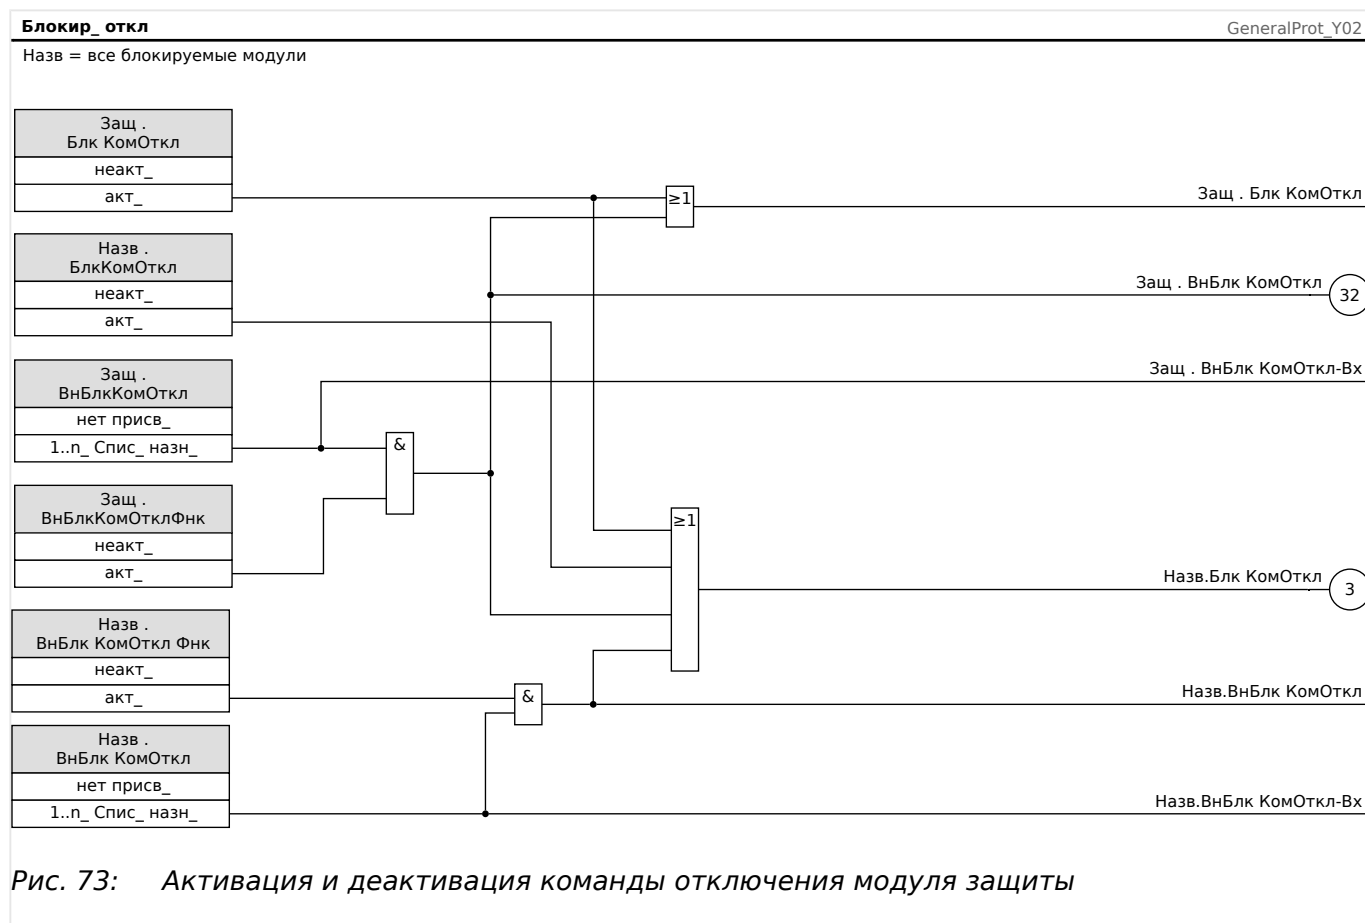 Блокир_ откл
GeneralProt_Y02
Назв = все блокируемые модули
Защ .
Блк КомОткл
неакт_
акт_
≥1
Защ . Блк КомОткл
Назв .
БлкКомОткл
неакт_
акт_
Защ . ВнБлк КомОткл
32
Защ .
ВнБлкКомОткл
нет присв_
1..n_ Спис_ назн_
Защ . ВнБлк КомОткл-Вх
&
Защ .
ВнБлкКомОтклФнк
неакт_
акт_
≥1
Назв.Блк КомОткл
3
Назв .
ВнБлк КомОткл Фнк
неакт_
акт_
&
Назв.ВнБлк КомОткл
Назв .
ВнБлк КомОткл
нет присв_
1..n_ Спис_ назн_
Назв.ВнБлк КомОткл-Вх
Рис. 73: Активация и деактивация команды отключения модуля защиты